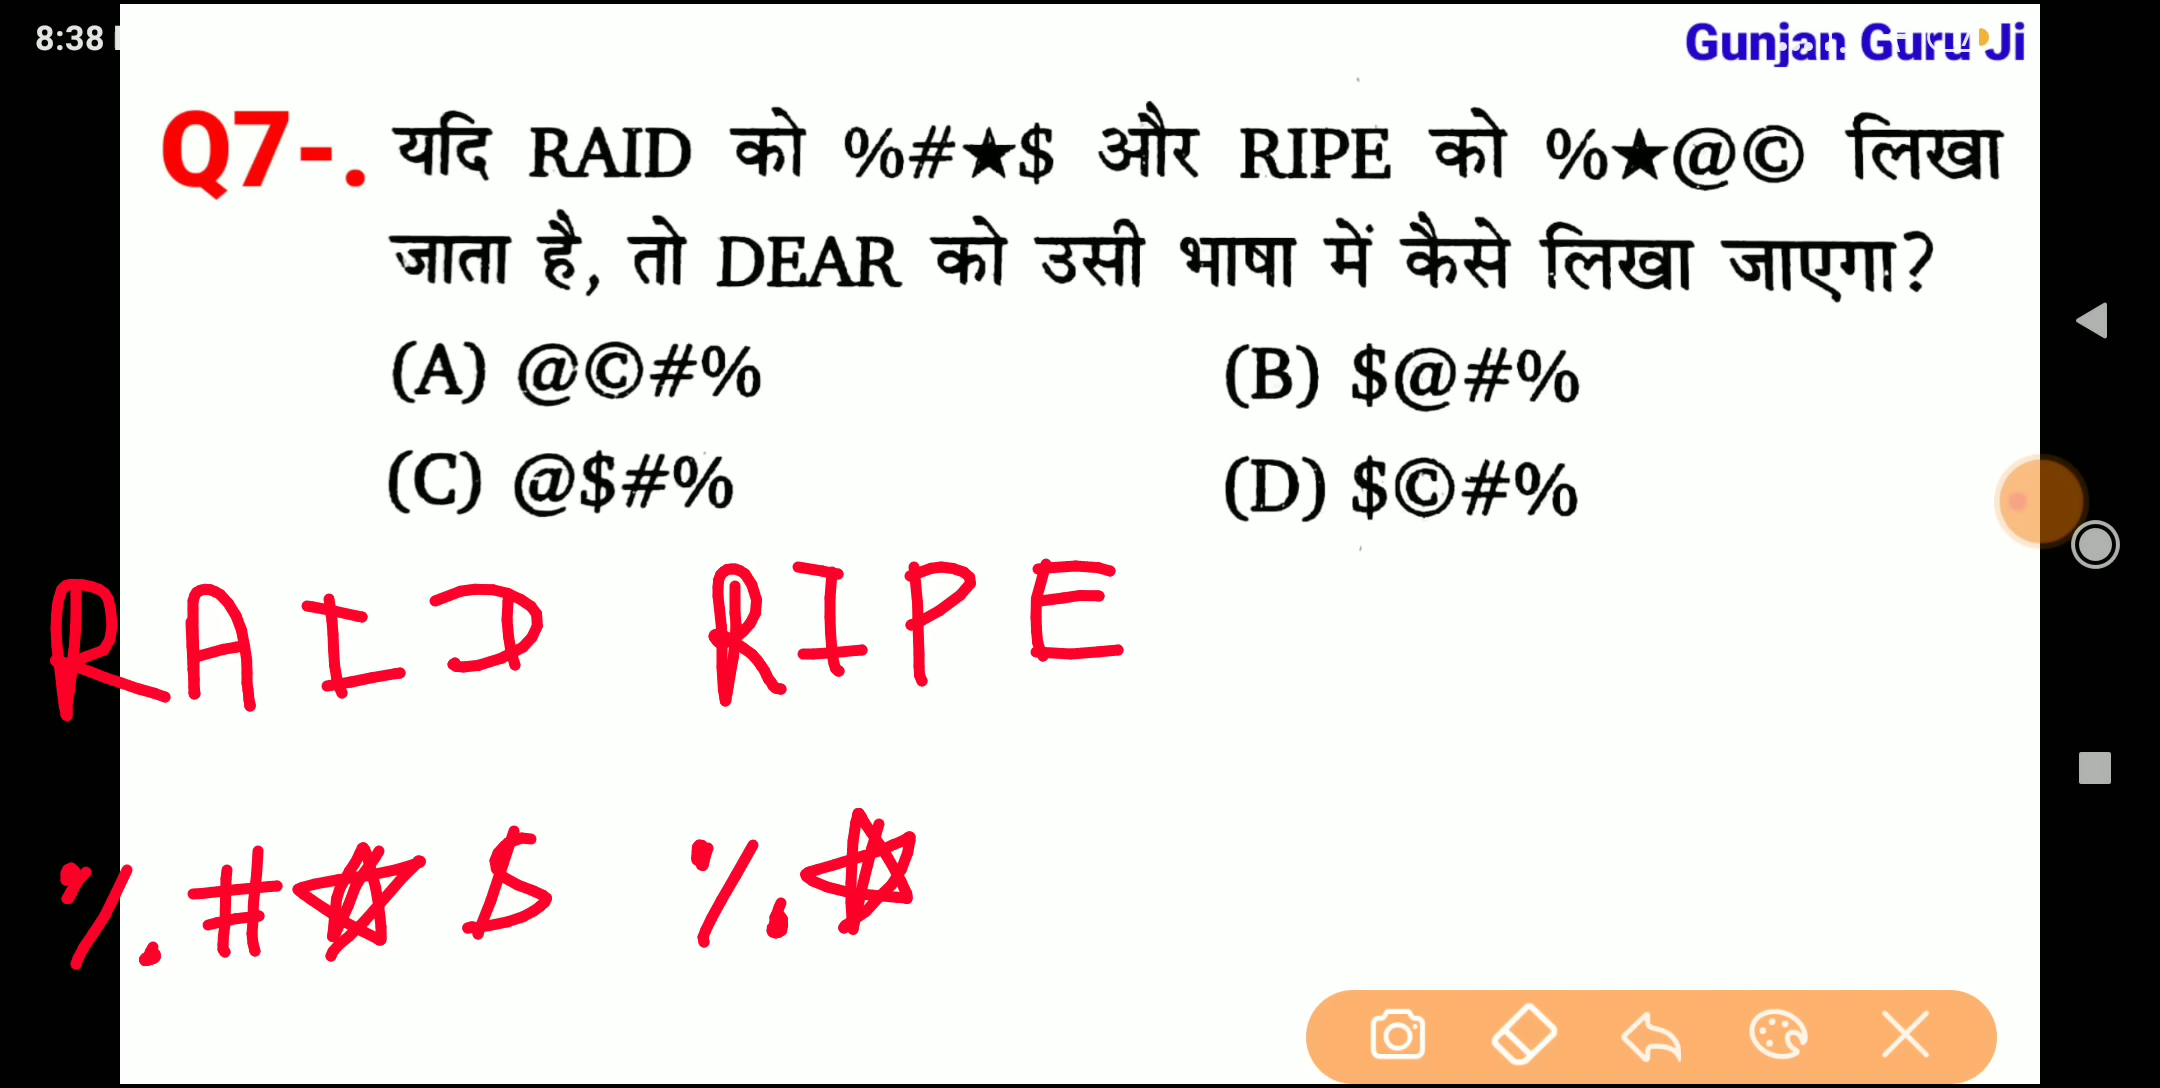 8:38
Gunjan Guru Ji
Q7-. यदि RAID को %#★$ और RIPE को %★@© लिखा
जाता है, तो DEAR को उसी भाषा में कैसे लिखा जाएगा?
(A) @©#% (B) $@#%
(C) @$#% (D) $©#%
RAID RIPE
%#☆$ %☆